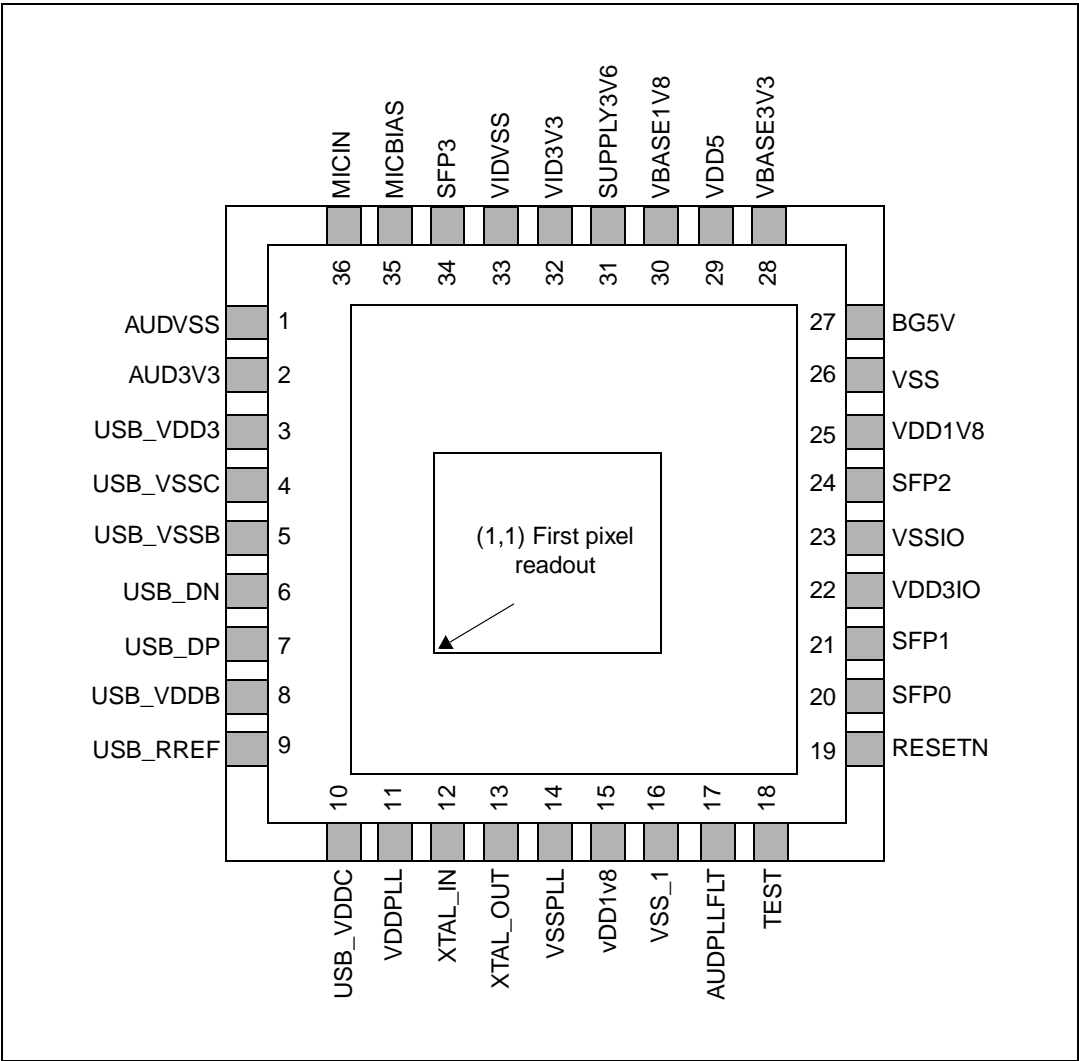 MICIN
MICBIAS
SFP3
VIDVSS
VID3V3
SUPPLY3V6
VBASE1V8
VDD5
VBASE3V3
36
35
34
33
32
31
30
29
28
AUDVSS 1
AUD3V3 2
USB_VDD3 3
USB_VSSC 4
USB_VSSB 5
USB_DN 6
USB_DP 7
USB_VDDB 8
USB_RREF 9
(1,1) First pixel
readout
27 BG5V
26 VSS
25 VDD1V8
24 SFP2
23 VSSIO
22 VDD3IO
21 SFP1
20 SFP0
19 RESETN
10
11
12
13
14
15
16
17
18
USB_VDDC
VDDPLL
XTAL_IN
XTAL_OUT
VSSPLL
vDD1v8
VSS_1
AUDPLLFLT
TEST